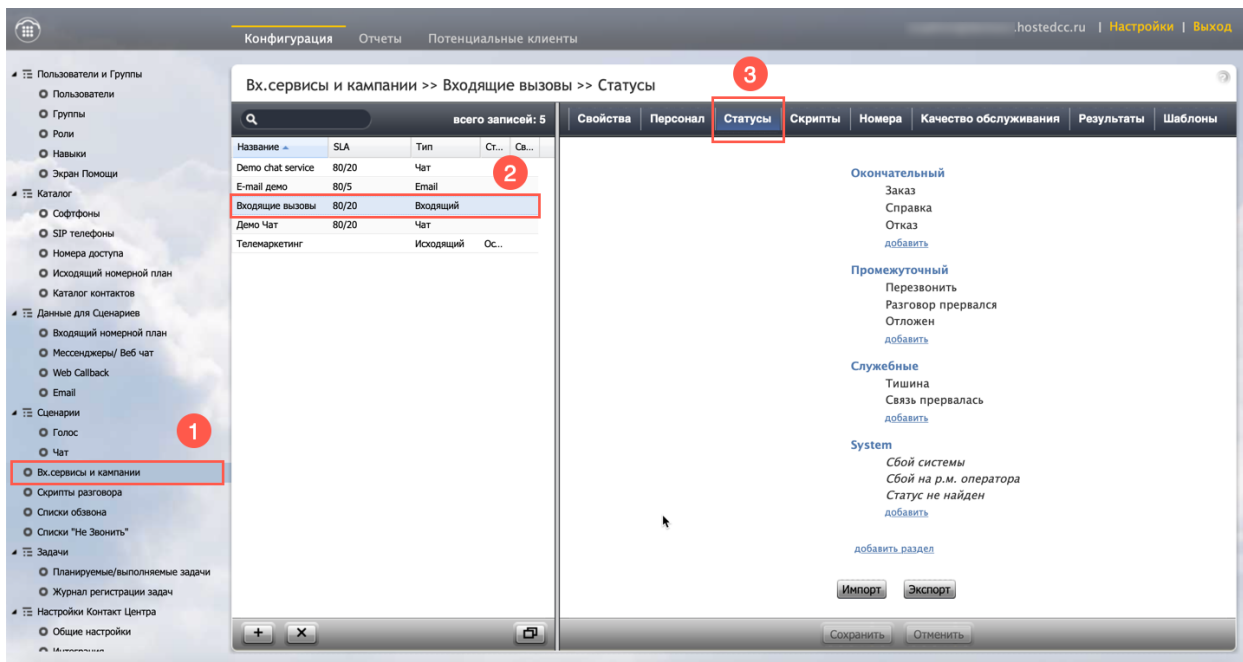 Конфигурация Отчеты Потенциальные клиенты
.hostedcc.ru | Настройки | Выход
Пользователи и Группы
Пользователи
Группы
Роли
Навыки
Экран Помощи
Каталог
Софтфоны
SIP телефоны
Номера доступа
Исходящий номерной план
Каталог контактов
Данные для Сценариев
Входящий номерной план
Мессенджеры/ Веб чат
Web Callback
Email
Сценарии
Голос
1
Чат
Вх.сервисы и кампании
Скрипты разговора
Списки обзвона
Списки "Не Звонить"
Задачи
Планируемые/выполняемые задачи
Журнал регистрации задач
Настройки Контакт Центра
Общие настройки
Интеграция
Вх.сервисы и кампании >> Входящие вызовы >> Статусы
3
?
всего записей: 5
Название SLA Тип Ст... Св...
Demo chat service 80/20 Чат
2
E-mail демо 80/5 Email
Входящие вызовы 80/20 Входящий
Демо Чат 80/20 Чат
Телемаркетинг Исходящий Ос...
Свойства Персонал Статусы Скрипты Номера Качество обслуживания Результаты Шаблоны
Окончательный
Заказ
Справка
Отказ
добавить
Промежуточный
Перезвонить
Разговор прервался
Отложен
добавить
Служебные
Тишина
Связь прервалась
добавить
System
Сбой системы
Сбой на р.м. оператора
Статус не найден
добавить
добавить раздел
Импорт Экспорт
Сохранить Отменить